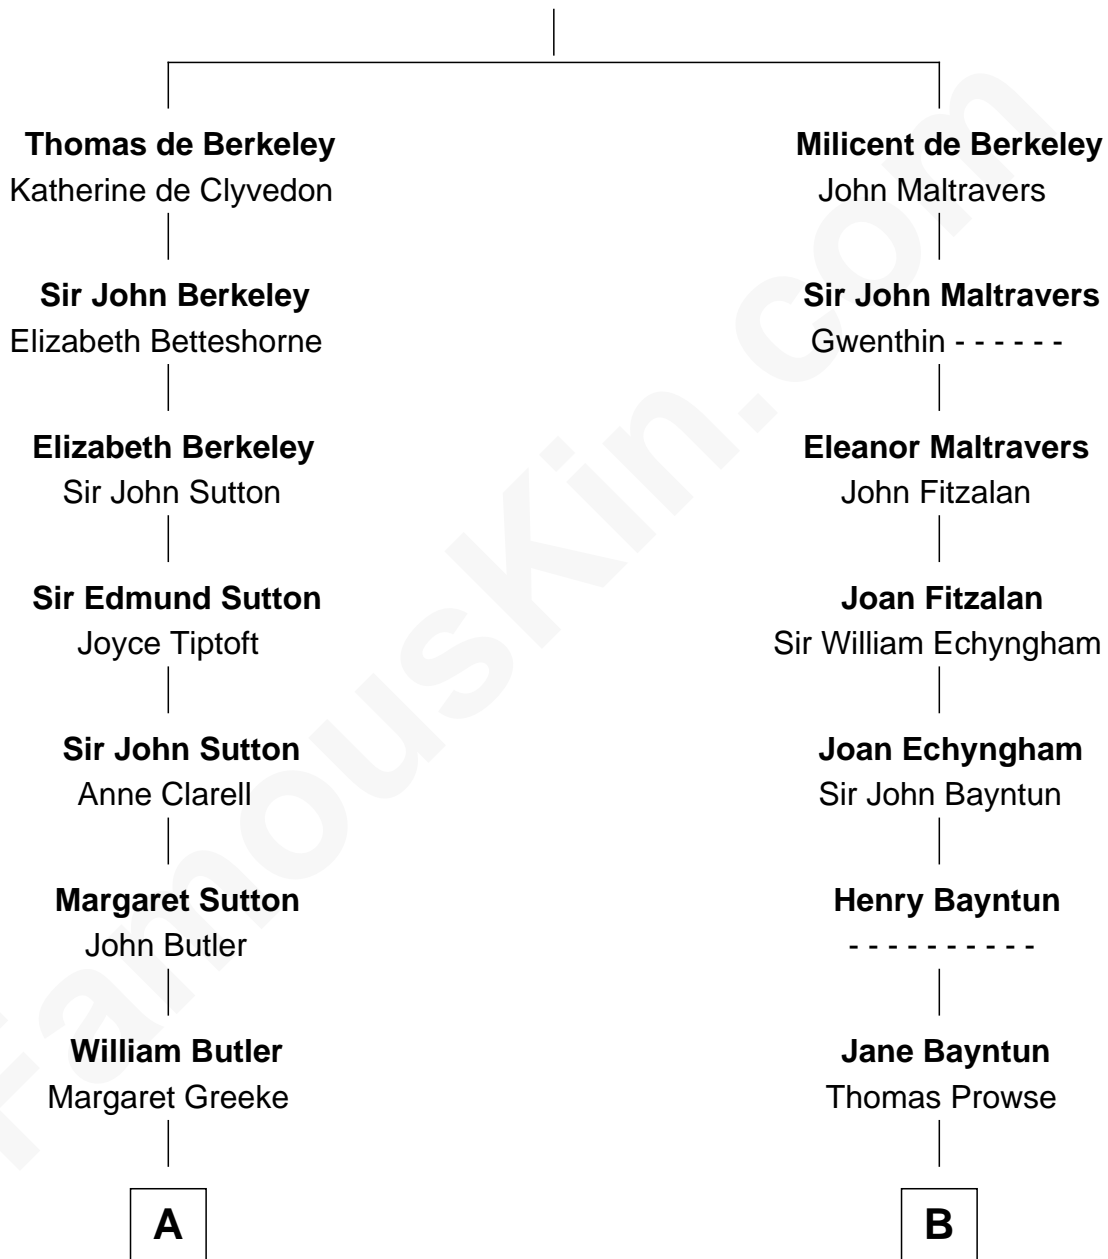 Thomas de Berkeley
Katherine de Clyvedon
Sir John Berkeley
Elizabeth Betteshorne
Elizabeth Berkeley
Sir John Sutton
Sir Edmund Sutton
Joyce Tiptoft
Sir John Sutton
Anne Clarell
Margaret Sutton
John Butler
William Butler
Margaret Greeke
A
Milicent de Berkeley
John Maltravers
Sir John Maltravers
Gwenthin - - - - - -
Eleanor Maltravers
John Fitzalan
Joan Fitzalan
Sir William Echyngham
Joan Echyngham
Sir John Bayntun
Henry Bayntun
- - - - - - - - - -
Jane Bayntun
Thomas Prowse
B
FamousKin.com